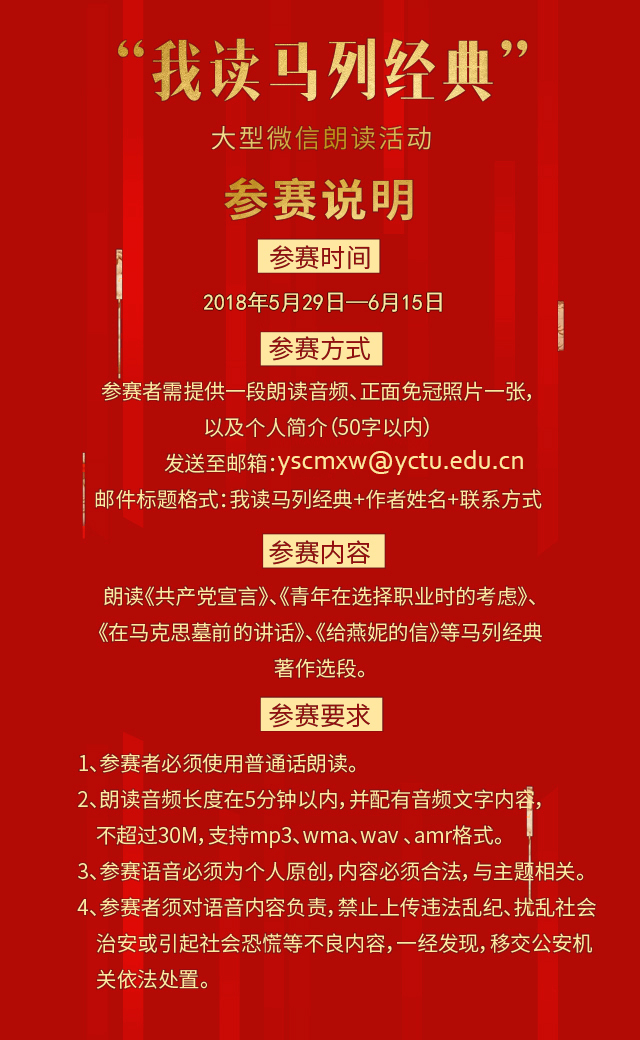 “我读马列经典”
大型微信朗读活动
参赛说明
参赛时间
2018年5月29日—6月15日
参赛方式
参赛者需提供一段朗读音频、正面免冠照片一张，
以及个人简介（50字以内）
发送至邮箱：yscmxw@yctu.edu.cn
邮件标题格式：我读马列经典+作者姓名+联系方式
参赛内容
朗读《共产党宣言》、《青年在选择职业时的考虑》、
《在马克思墓前的讲话》、《给燕妮的信》等马列经典
著作选段。
参赛要求
1、参赛者必须使用普通话朗读。
2、朗读音频长度在5分钟以内，并配有音频文字内容，
不超过30M，支持mp3、wma、wav 、amr格式。
3、参赛语音必须为个人原创，内容必须合法，与主题相关。
4、参赛者须对语音内容负责，禁止上传违法乱纪、扰乱社会
治安或引起社会恐慌等不良内容，一经发现，移交公安机
关依法处置。